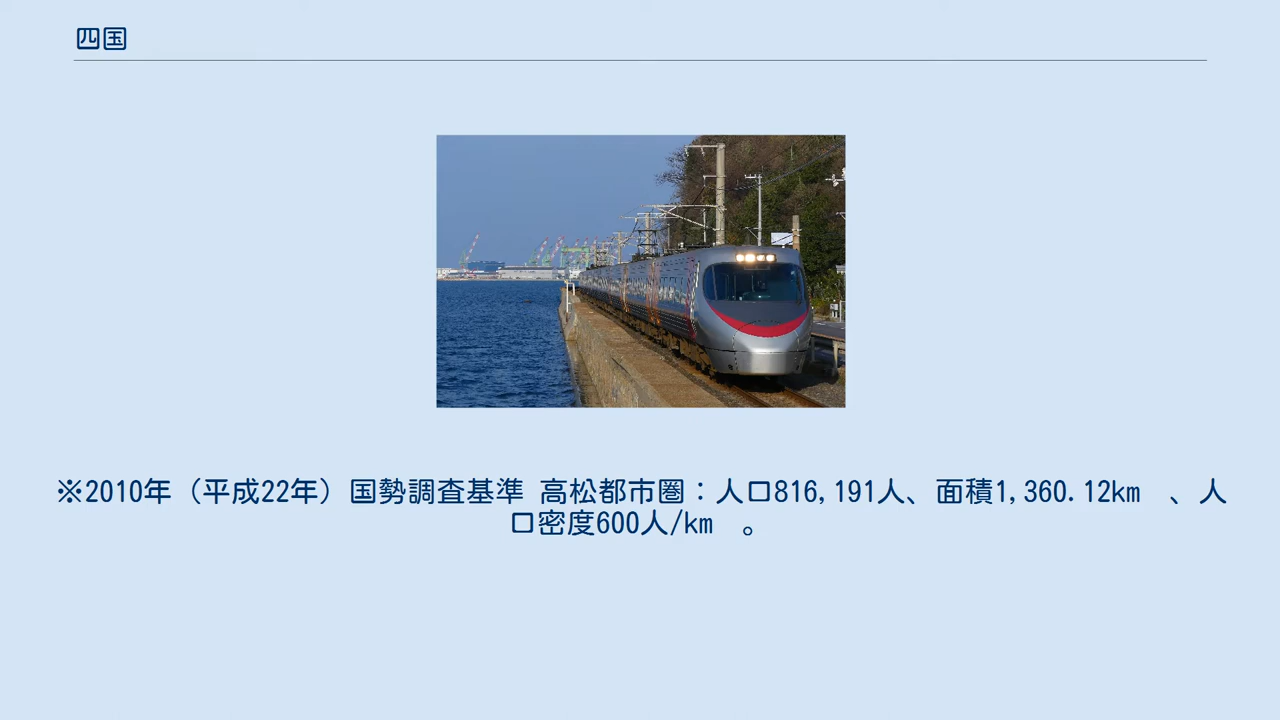 四国
※2010年（平成22年）国勢調査基準 高松都市圏：人口816,191人、面積1,360.12km　、人
口密度600人/km　。